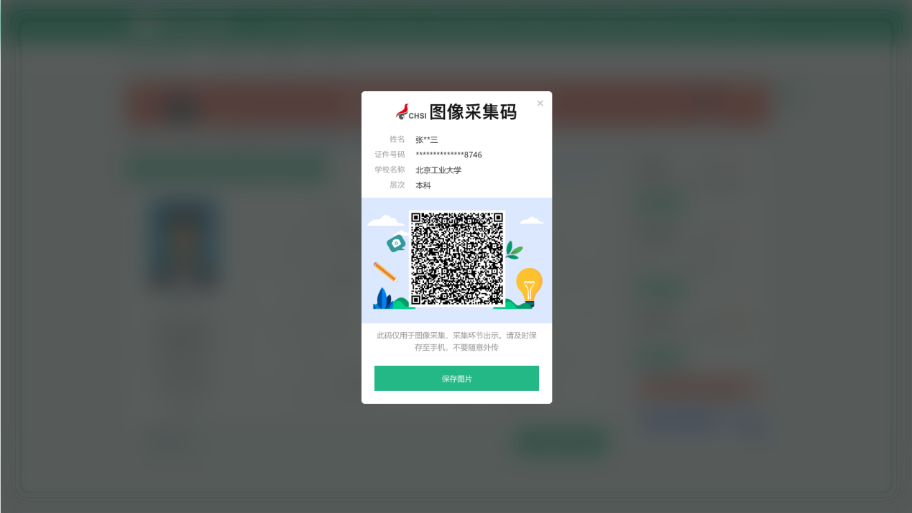 CHSI 图像采集码 ×
姓名 张**三
证件号码 **************8746
学校名称 北京工业大学
层次 本科
此码仅用于图像采集、采集环节出示。请及时保
存至手机，不要随意外传
保存图片